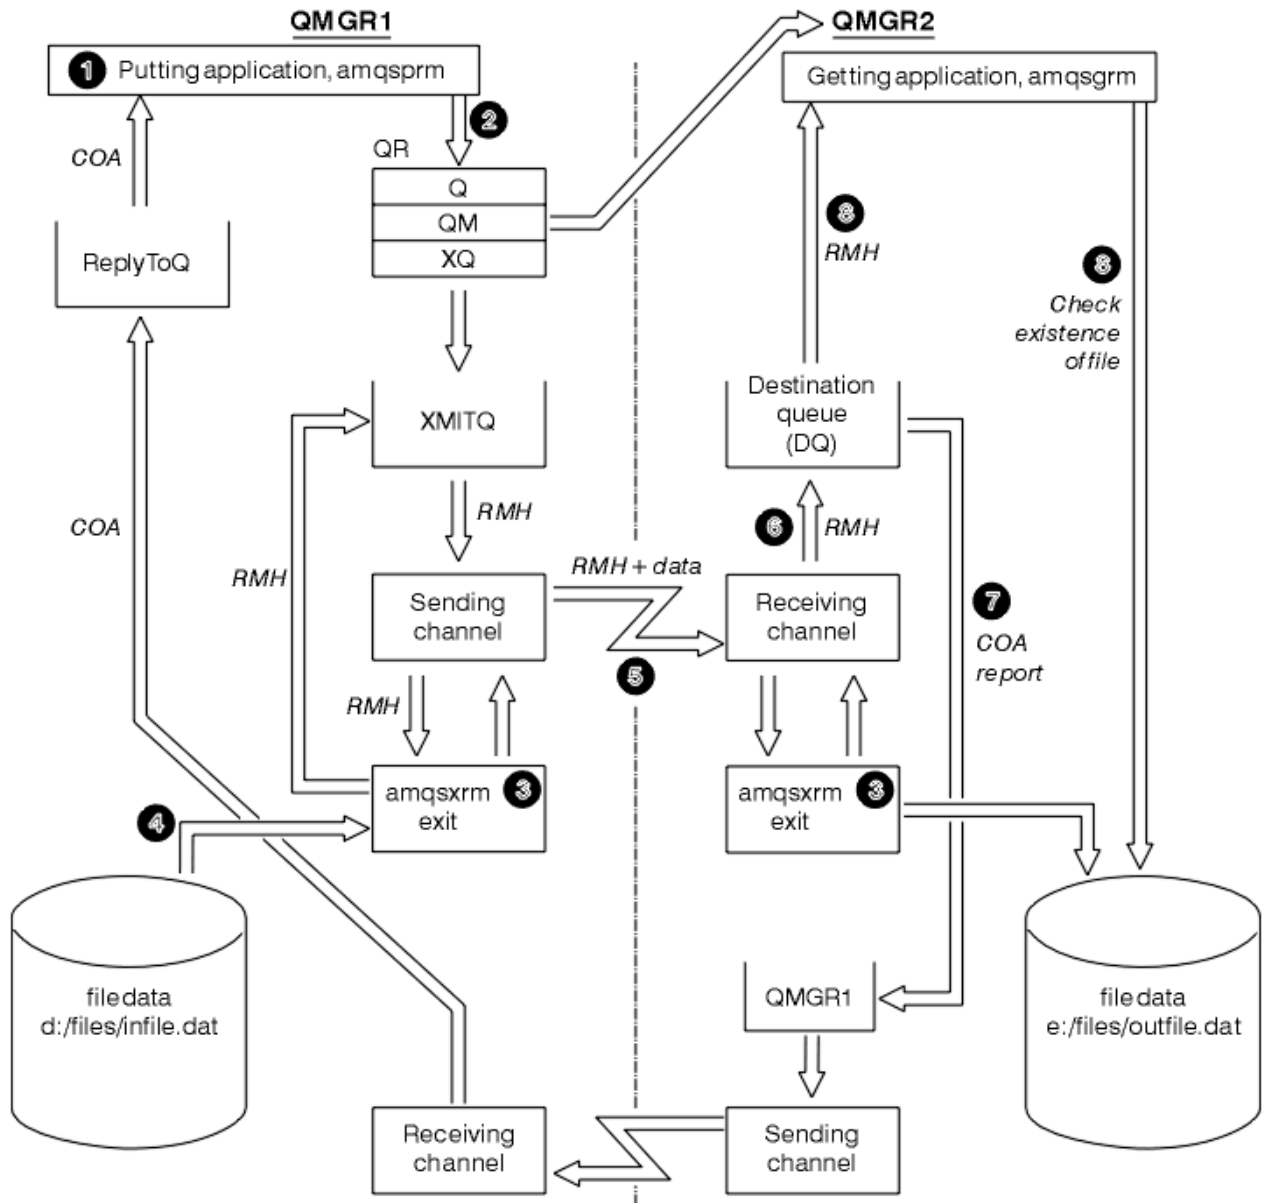 QMGR1
QMGR2
1 Putting application, amqsprm
Getting application, amqsgrm
2
COA
QR
Q
QM
XQ
ReplyToQ
8
RMH
8
Check
existence
of file
XMITQ
Destination
queue
(DQ)
COA
RMH
RMH
6
RMH
RMH + data
Sending
channel
Receiving
channel
7
COA
report
5
RMH
amqsxrm
exit
3
amqsxrm
exit
3
4
file data
d:/files/infile.dat
QMGR1
file data
e:/files/outfile.dat
Receiving
channel
Sending
channel